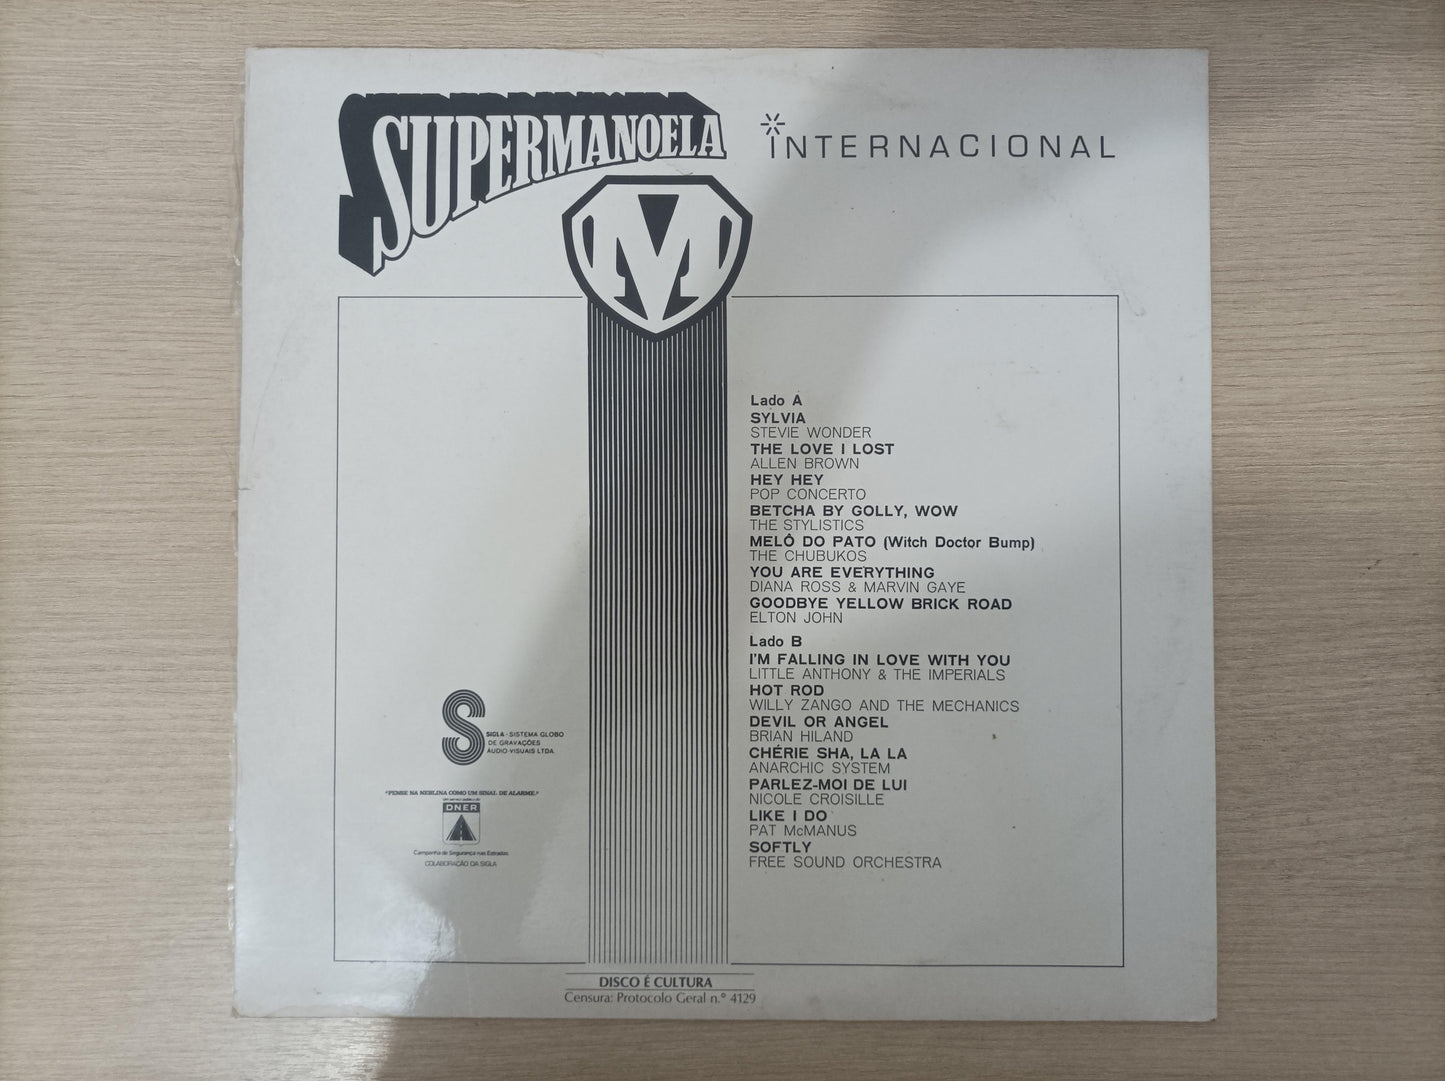 SUPERMANOELA
INTERNACIONAL
M
Lado A
SYLVIA
STEVIE WONDER
THE LOVE I LOST
ALLEN BROWN
HEY HEY
POP CONCERTO
BETCHA BY GOLLY, WOW
THE STYLISTICS
MELÔ DO PATO (Witch Doctor Bump)
THE CHUBUKOS
YOU ARE EVERYTHING
DIANA ROSS & MARVIN GAYE
GOODBYE YELLOW BRICK ROAD
ELTON JOHN
Lado B
I'M FALLING IN LOVE WITH YOU
LITTLE ANTHONY & THE IMPERIALS
HOT ROD
WILLY ZANGO AND THE MECHANICS
DEVIL OR ANGEL
BRIAN HILAND
CHÉRIE SHA, LA LA
ANARCHIC SYSTEM
PARLEZ-MOI DE LUI
NICOLE CROISILLE
LIKE I DO
PAT McMANUS
SOFTLY
FREE SOUND ORCHESTRA
S
SIGLA - SISTEMA GLOBO
DE GRAVAÇÕES
ÁUDIO-VISUAIS LTDA.
"PENSE NA NEBLINA COMO UM SINAL DE ALARME."
Um serviço público do
DNER
Campanha de Segurança nas Estradas
COLABORAÇÃO DA SIGLA
DISCO É CULTURA
Censura: Protocolo Geral n.º 4129